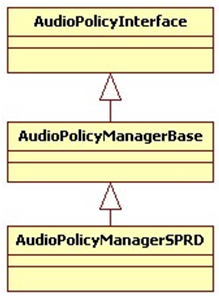 AudioPolicyInterface
AudioPolicyManagerBase
AudioPolicyManagerSPRD